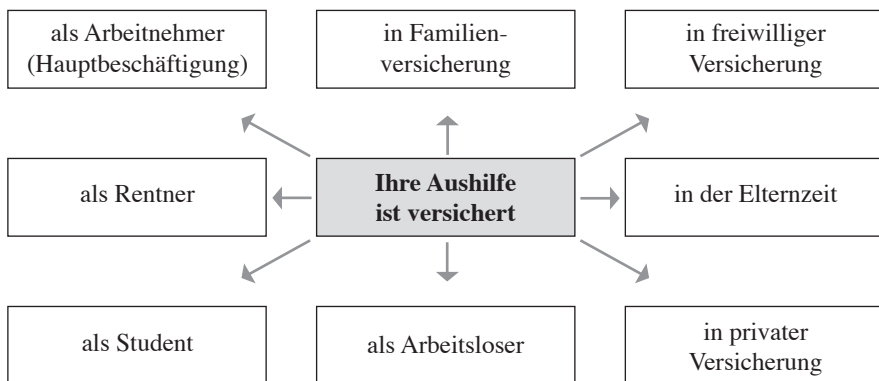 als Arbeitnehmer
(Hauptbeschäftigung)
in Familien-
versicherung
in freiwilliger
Versicherung
als Rentner
Ihre Aushilfe
ist versichert
in der Elternzeit
als Student
als Arbeitsloser
in privater
Versicherung